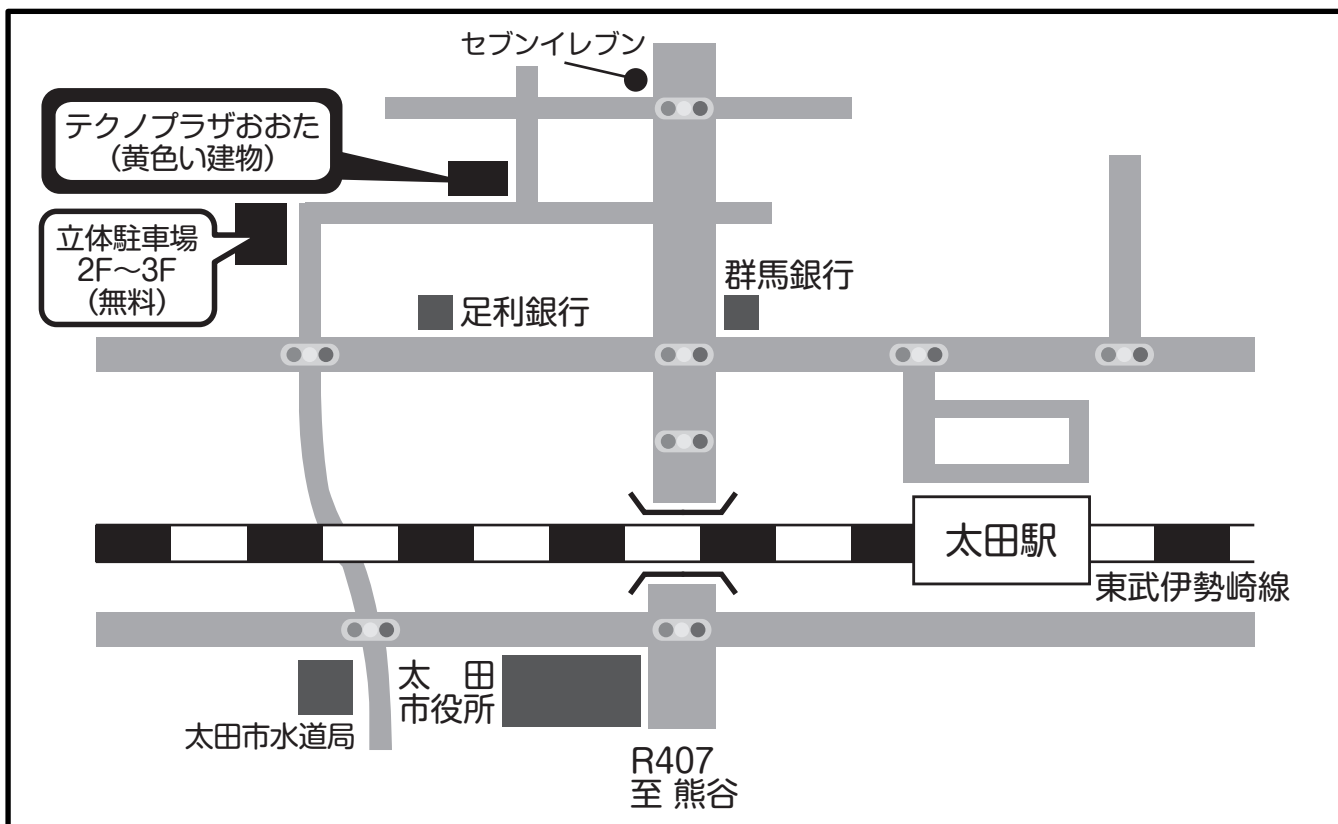 セブンイレブン
テクノプラザおおた
(黄色い建物)
立体駐車場
2F~3F
(無料)
群馬銀行
足利銀行
太田駅
東武伊勢崎線
太 田
市役所
太田市水道局
R407
至 熊谷